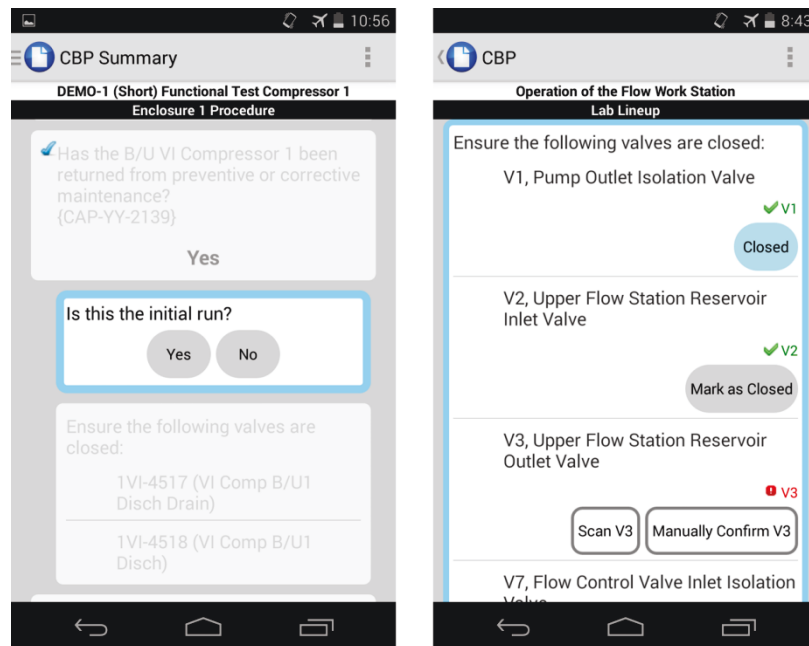 10:56
CBP Summary
DEMO-1 (Short) Functional Test Compressor 1
Enclosure 1 Procedure
Has the B/U VI Compressor 1 been
returned from preventive or corrective
maintenance?
{CAP-YY-2139}
Yes
Is this the initial run?
Yes No
Ensure the following valves are
closed:
1VI-4517 (VI Comp B/U1
Disch Drain)
1VI-4518 (VI Comp B/U1
Disch)
8:43
CBP
Operation of the Flow Work Station
Lab Lineup
Ensure the following valves are closed:
V1, Pump Outlet Isolation Valve
V1
Closed
V2, Upper Flow Station Reservoir
Inlet Valve
V2
Mark as Closed
V3, Upper Flow Station Reservoir
Outlet Valve
V3
Scan V3 Manually Confirm V3
V7, Flow Control Valve Inlet Isolation
Valve